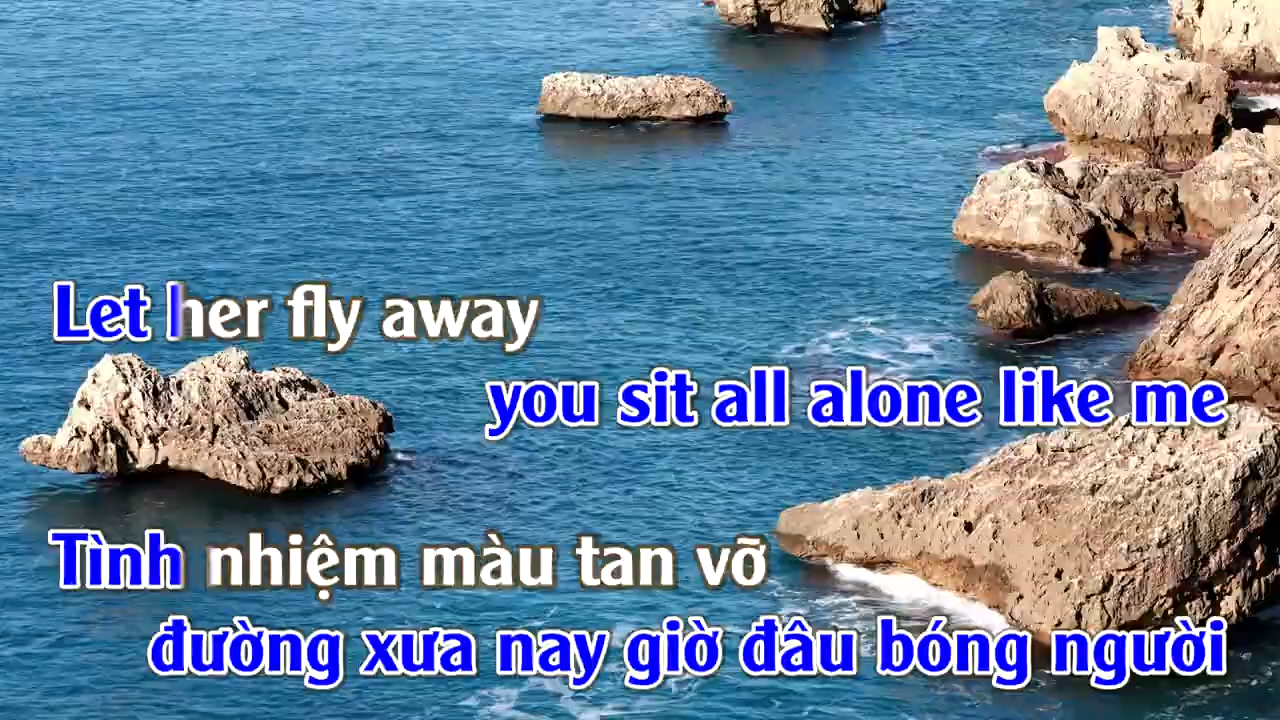 Let her fly away
you sit all alone like me
Tình nhiệm màu tan vỡ
đường xưa nay giờ đâu bóng người